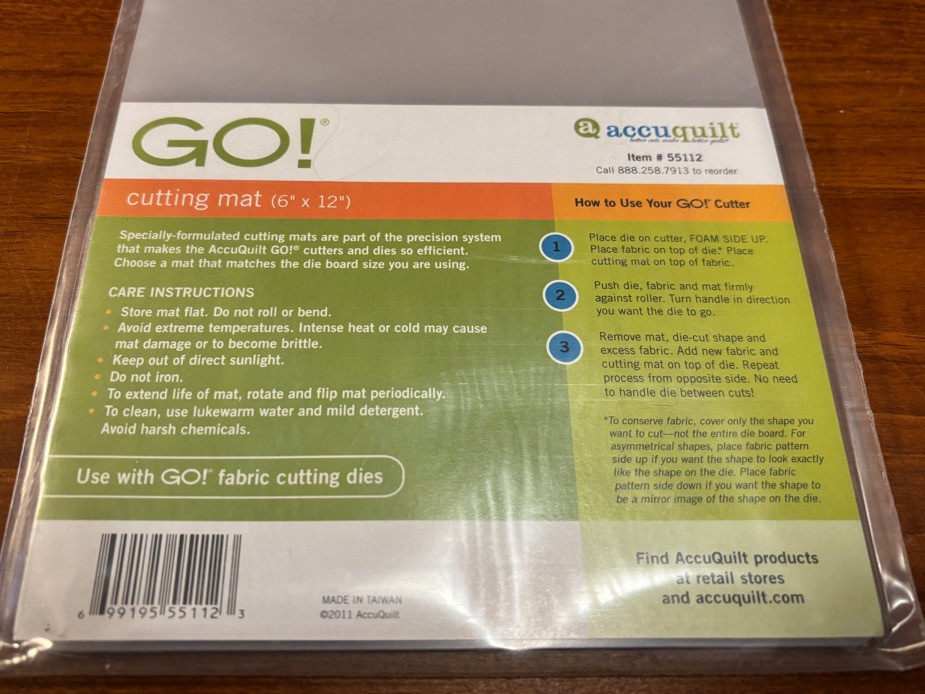 GO!®
accuquilt®
better cuts make better quilts®
Item # 55112
Call 888.258.7913 to reorder
cutting mat (6" x 12")
Specially-formulated cutting mats are part of the precision system
that makes the AccuQuilt GO!® cutters and dies so efficient.
Choose a mat that matches the die board size you are using.
CARE INSTRUCTIONS
• Store mat flat. Do not roll or bend.
• Avoid extreme temperatures. Intense heat or cold may cause
mat damage or to become brittle.
• Keep out of direct sunlight.
• Do not iron.
• To extend life of mat, rotate and flip mat periodically.
• To clean, use lukewarm water and mild detergent.
Avoid harsh chemicals.
Use with GO!® fabric cutting dies
How to Use Your GO!® Cutter
1 Place die on cutter, FOAM SIDE UP.
Place fabric on top of die.* Place
cutting mat on top of fabric.
2 Push die, fabric and mat firmly
against roller. Turn handle in direction
you want the die to go.
3 Remove mat, die-cut shape and
excess fabric. Add new fabric and
cutting mat on top of die. Repeat
process from opposite side. No need
to handle die between cuts!
*To conserve fabric, cover only the shape you
want to cut—not the entire die board. For
asymmetrical shapes, place fabric pattern
side up if you want the shape to look exactly
like the shape on the die. Place fabric
pattern side down if you want the shape to
be a mirror image of the shape on the die.
6 99195 55112 3
MADE IN TAIWAN
©2011 AccuQuilt
Find AccuQuilt products
at retail stores
and accuquilt.com